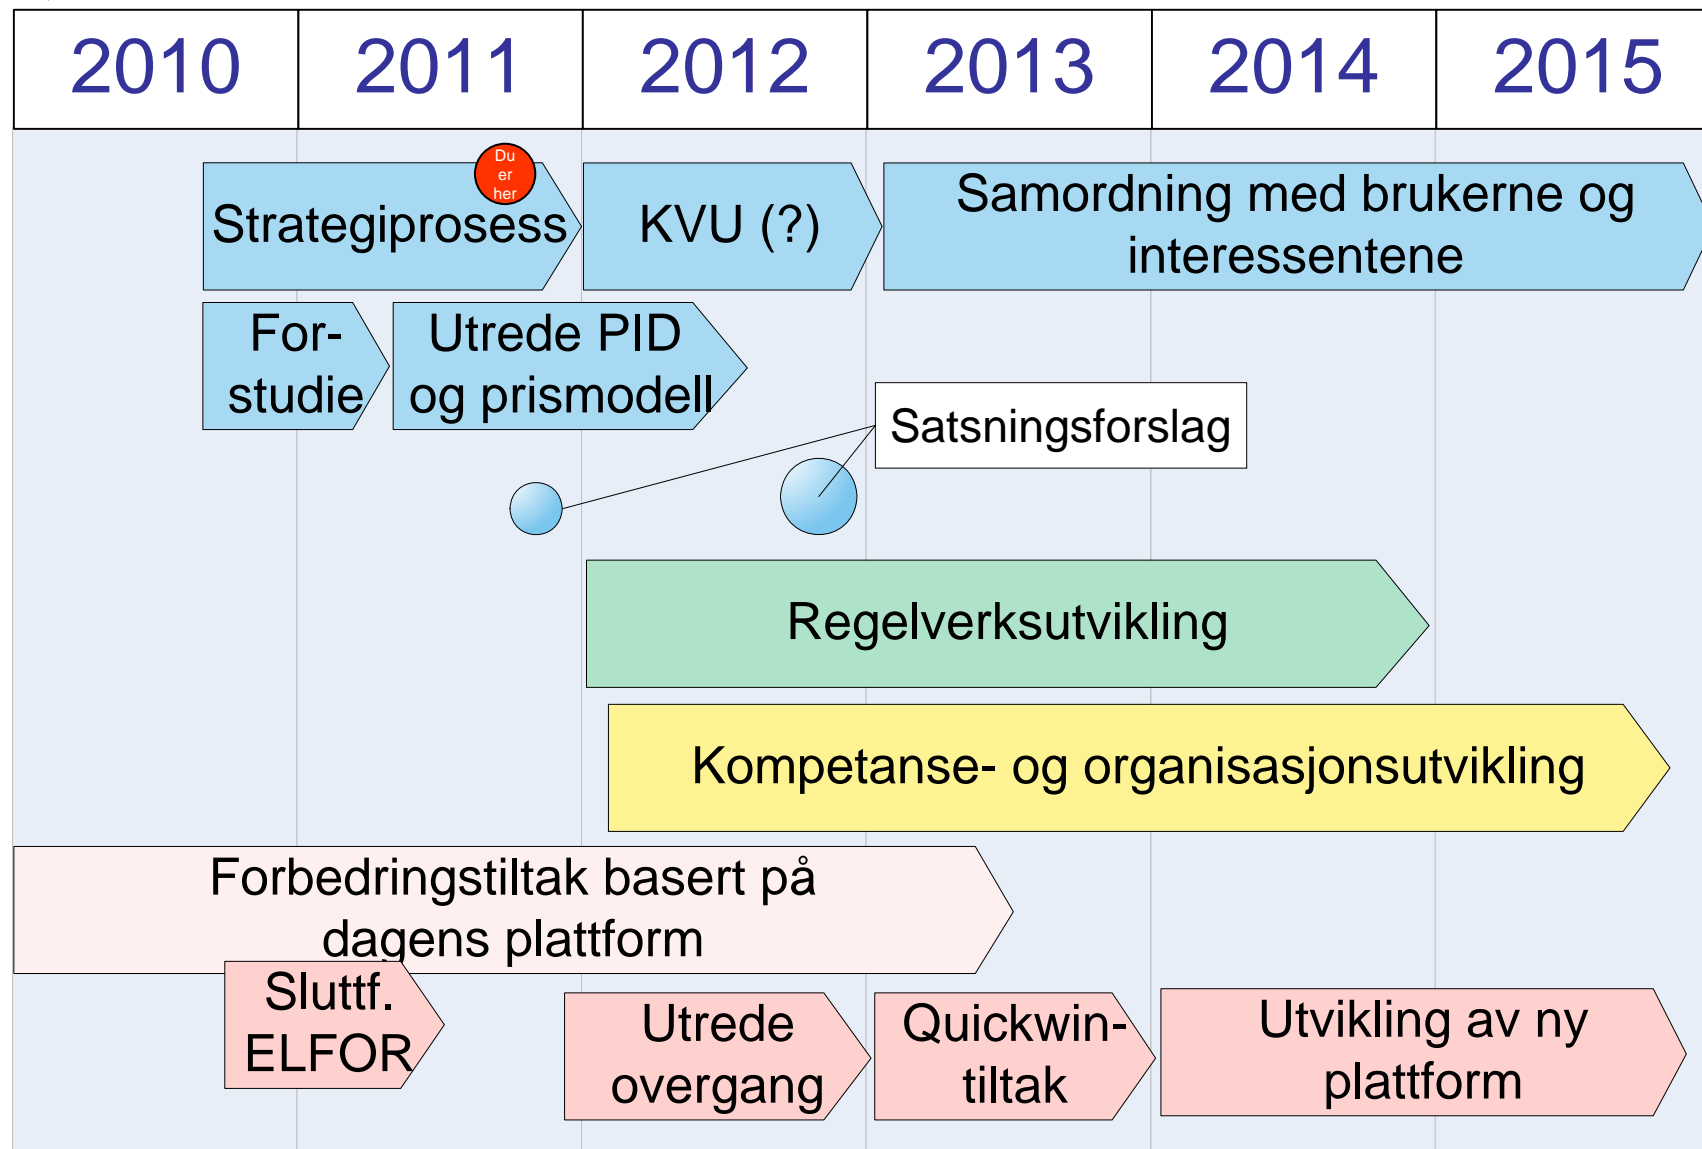 2010 2011 2012 2013 2014 2015
Du
er
her
Strategiprosess
KVU (?)
Samordning med brukerne og
interessentene
For-
studie
Utrede PID
og prismodell
Satsningsforslag
Regelverksutvikling
Kompetanse- og organisasjonsutvikling
Forbedringstiltak basert på
dagens plattform
Sluttf.
ELFOR
Utrede
overgang
Quickwin-
tiltak
Utvikling av ny
plattform